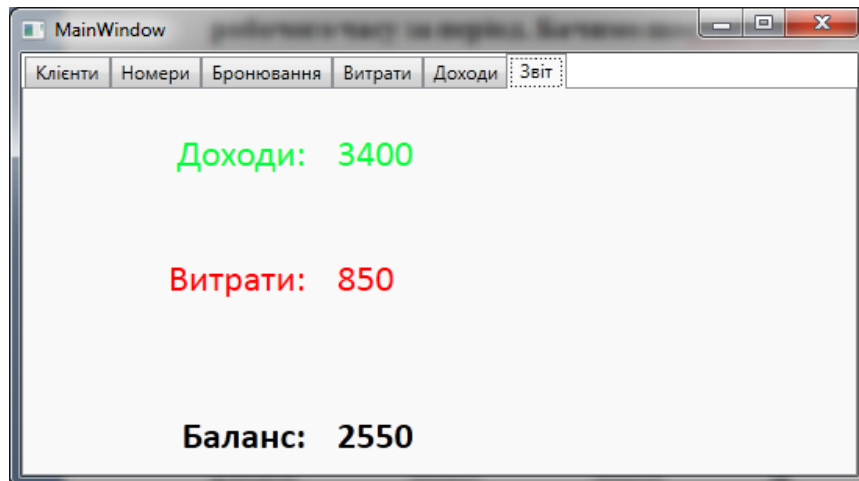 MainWindow
Клієнти Номери Бронювання Витрати Доходи Звіт
Доходи: 3400
Витрати: 850
Баланс: 2550